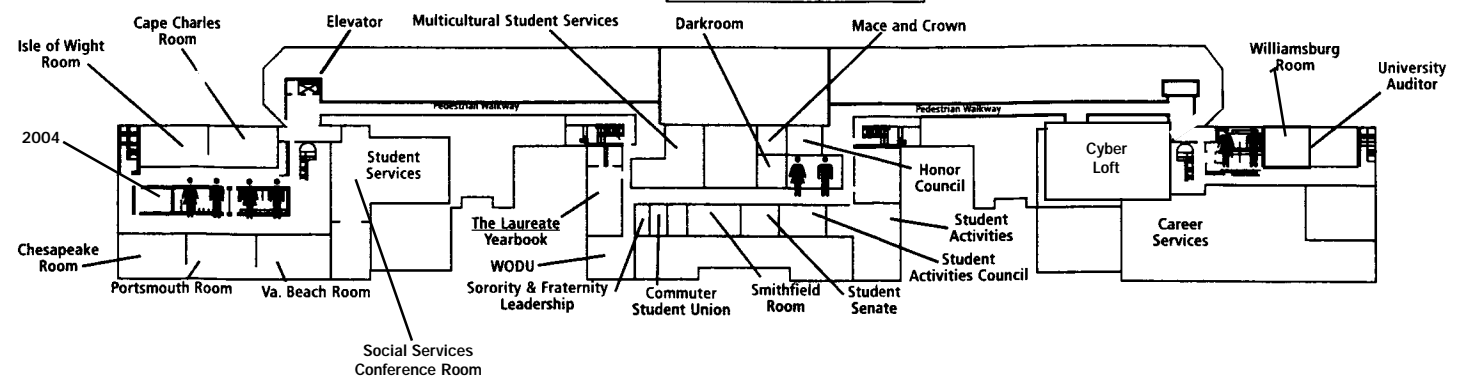 Cape Charles
Room
Elevator
Multicultural Student Services
Darkroom
Mace and Crown
Isle of Wight
Room
Williamsburg
Room
University
Auditor
Pedestrian Walkway
Pedestrian Walkway
2004
Student
Services
Cyber
Loft
Honor
Council
The Laureate
Yearbook
Student
Activities
Career
Services
Chesapeake
Room
WODU
Student
Activities Council
Portsmouth Room
Va. Beach Room
Sorority & Fraternity
Leadership
Commuter
Student Union
Smithfield
Room
Student
Senate
Social Services
Conference Room